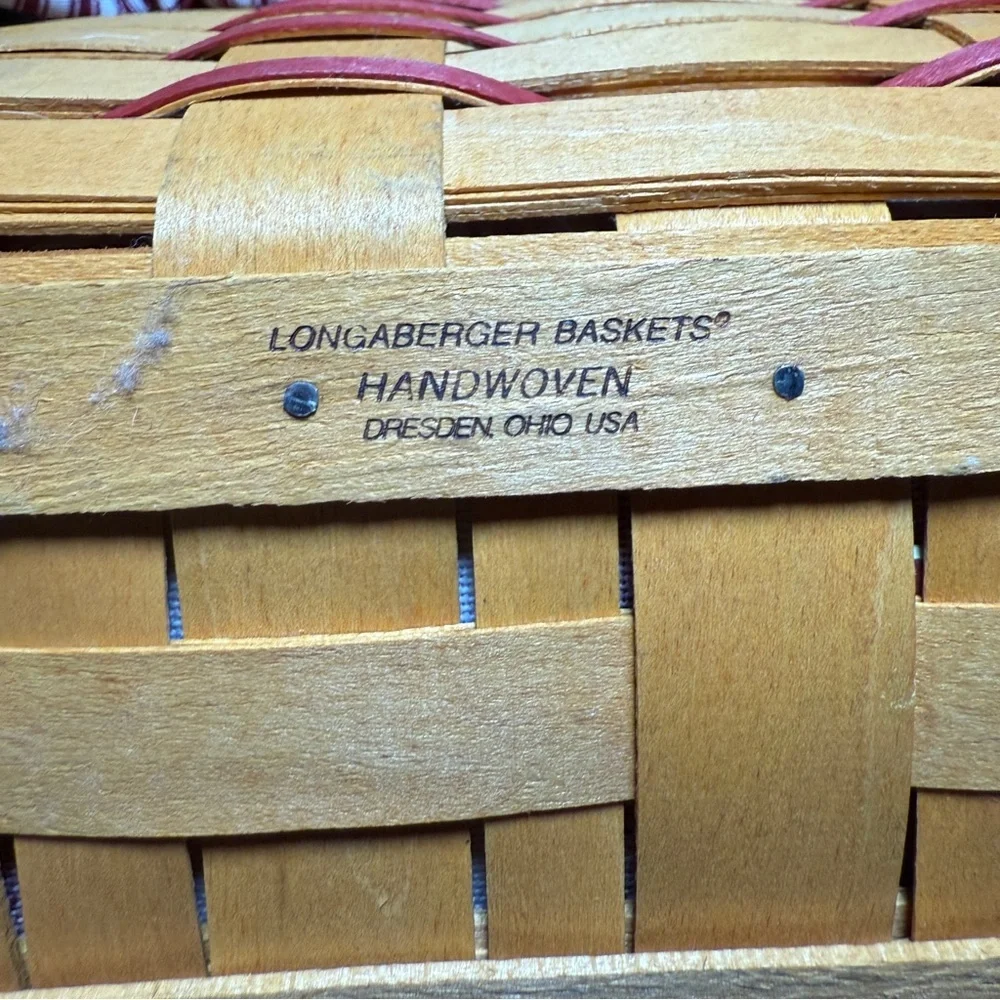 LONGABERGER BASKETS®
HANDWOVEN
DRESDEN, OHIO USA